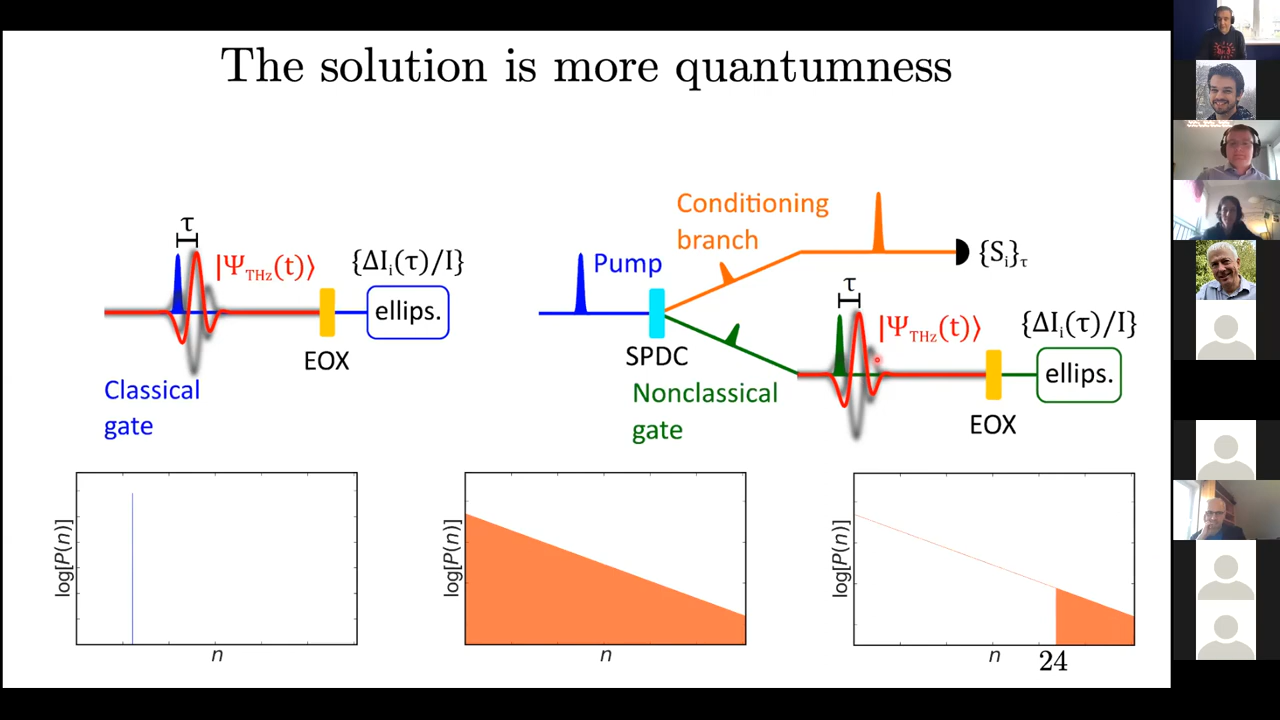 The solution is more quantumness
τ
|Ψ_THz(t)⟩
{ΔI_i(τ)/I}
ellips.
EOX
Classical
gate
Pump
SPDC
Conditioning
branch
{S_i}_τ
Nonclassical
gate
τ
|Ψ_THz(t)⟩
{ΔI_i(τ)/I}
ellips.
EOX
log[P(n)]
n
log[P(n)]
n
log[P(n)]
n
24